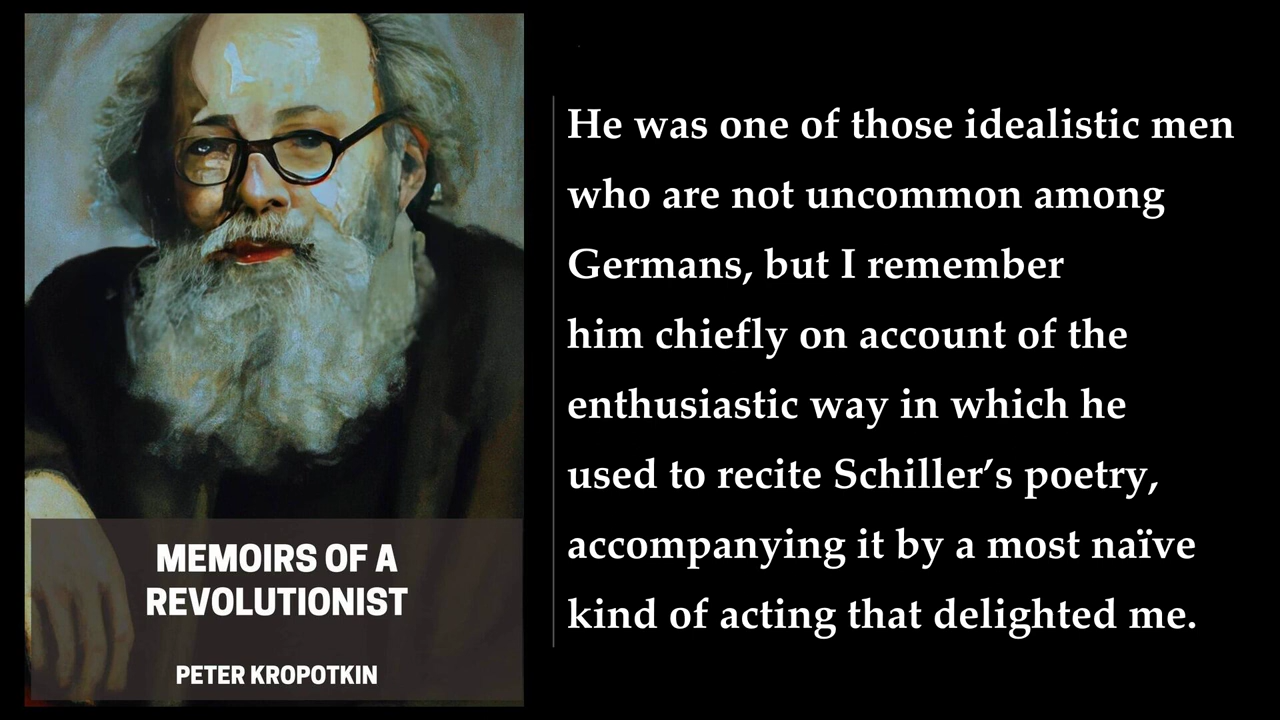 MEMOIRS OF A
REVOLUTIONIST
PETER KROPOTKIN
He was one of those idealistic men
who are not uncommon among
Germans, but I remember
him chiefly on account of the
enthusiastic way in which he
used to recite Schiller’s poetry,
accompanying it by a most naïve
kind of acting that delighted me.